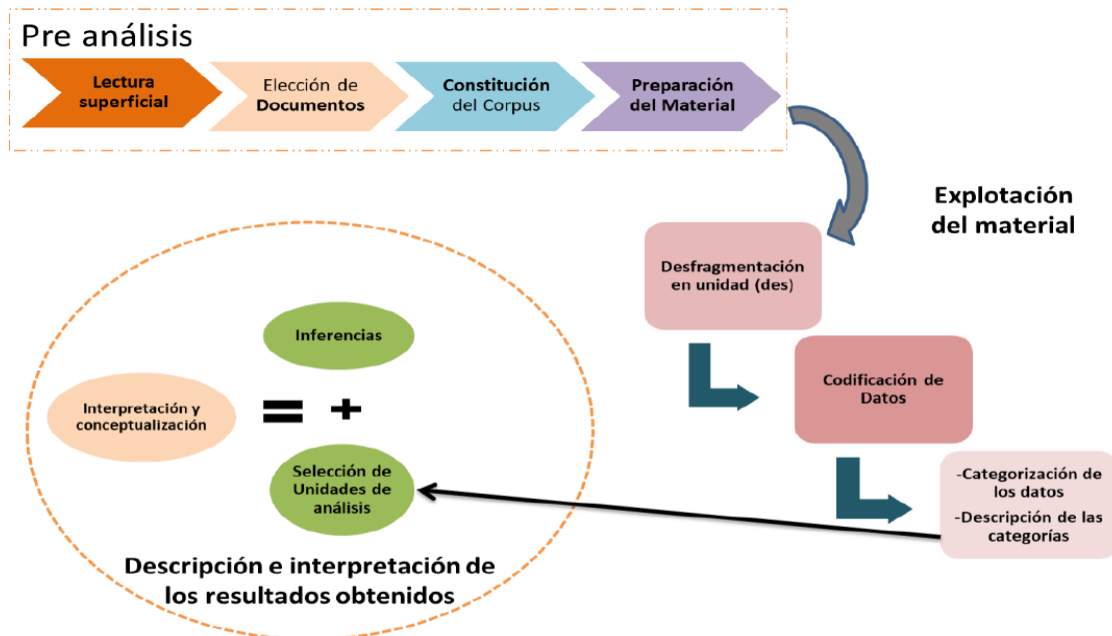 Pre análisis
Lectura
superficial
Elección de
Documentos
Constitución
del Corpus
Preparación
del Material
Explotación
del material
Desfragmentación
en unidad (des)
Codificación de
Datos
-Categorización de
los datos
-Descripción de las
categorías
Inferencias
Interpretación y
conceptualización
= +
Selección de
Unidades de
análisis
Descripción e interpretación de
los resultados obtenidos